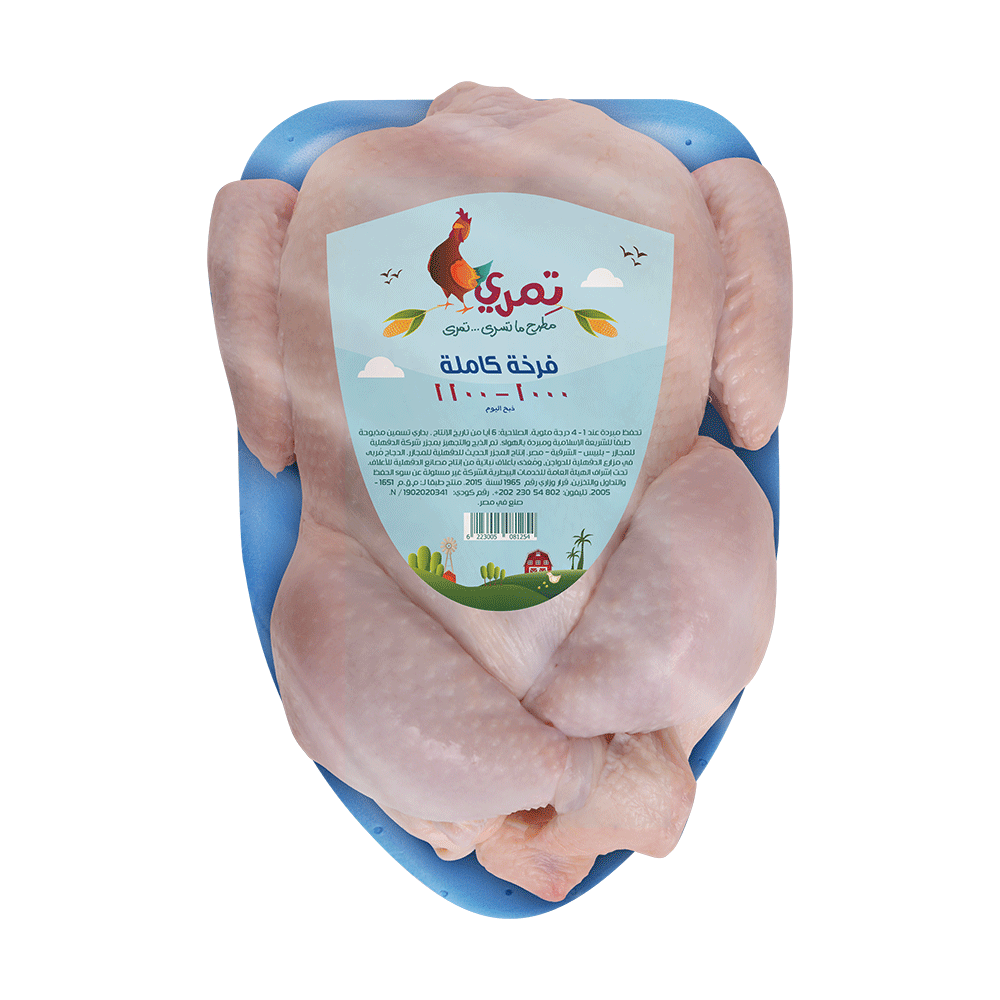 تمري
مطرح ما تسرى ... تمرى
فرخة كاملة
١٠٠٠ - ١١٠٠
ذبح اليوم
تحفظ مبردة عند 1 - 4 درجة مئوية. الصلاحية: 6 أيا من تاريخ الإنتاج . بداري تسمين مذبوحة
طبقا للشريعة الإسلامية ومبردة بالهواء. تم الذبح والتجهيز بمجزر شركة الدقهلية
للمجازر - بلبيس - الشرقية - مصر. إنتاج المجزر الحديث للدقهلية للمجازر. الدجاج مربى
في مزارع الدقهلية للدواجن ومغذى بأعلاف نباتية من إنتاج مصانع الدقهلية للأعلاف.
تحت إشراف الهيئة العامة للخدمات البيطرية.الشركة غير مسئولة عن سوء الحفظ
والتداول والتخزين. قرار وزاري رقم 1965 لسنة 2015. منتج طبقا لـ: م.ق.م 1651 -
2005. تليفون: 802 54 230 202+. رقم كودي: N. / 1902020341
صنع في مصر.
6 223005 081254